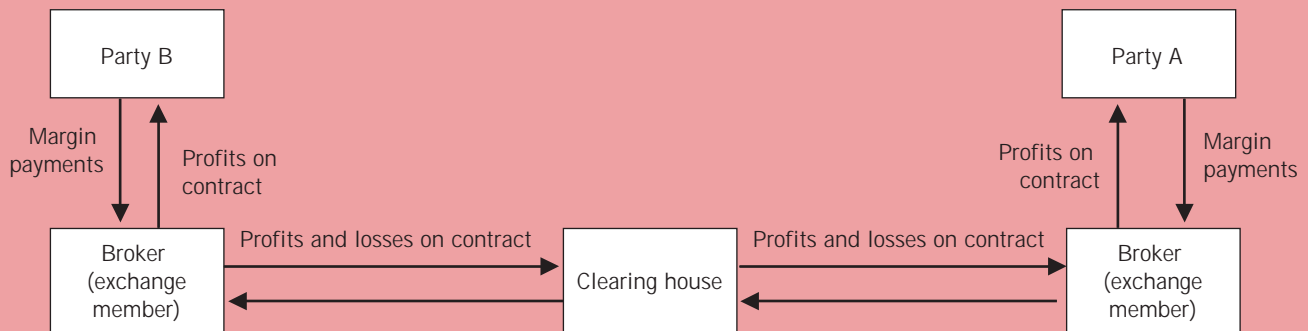 Party B
Party A
Margin
payments
Profits on
contract
Profits on
contract
Margin
payments
Broker
(exchange
member)
Profits and losses on contract
Clearing house
Profits and losses on contract
Broker
(exchange
member)